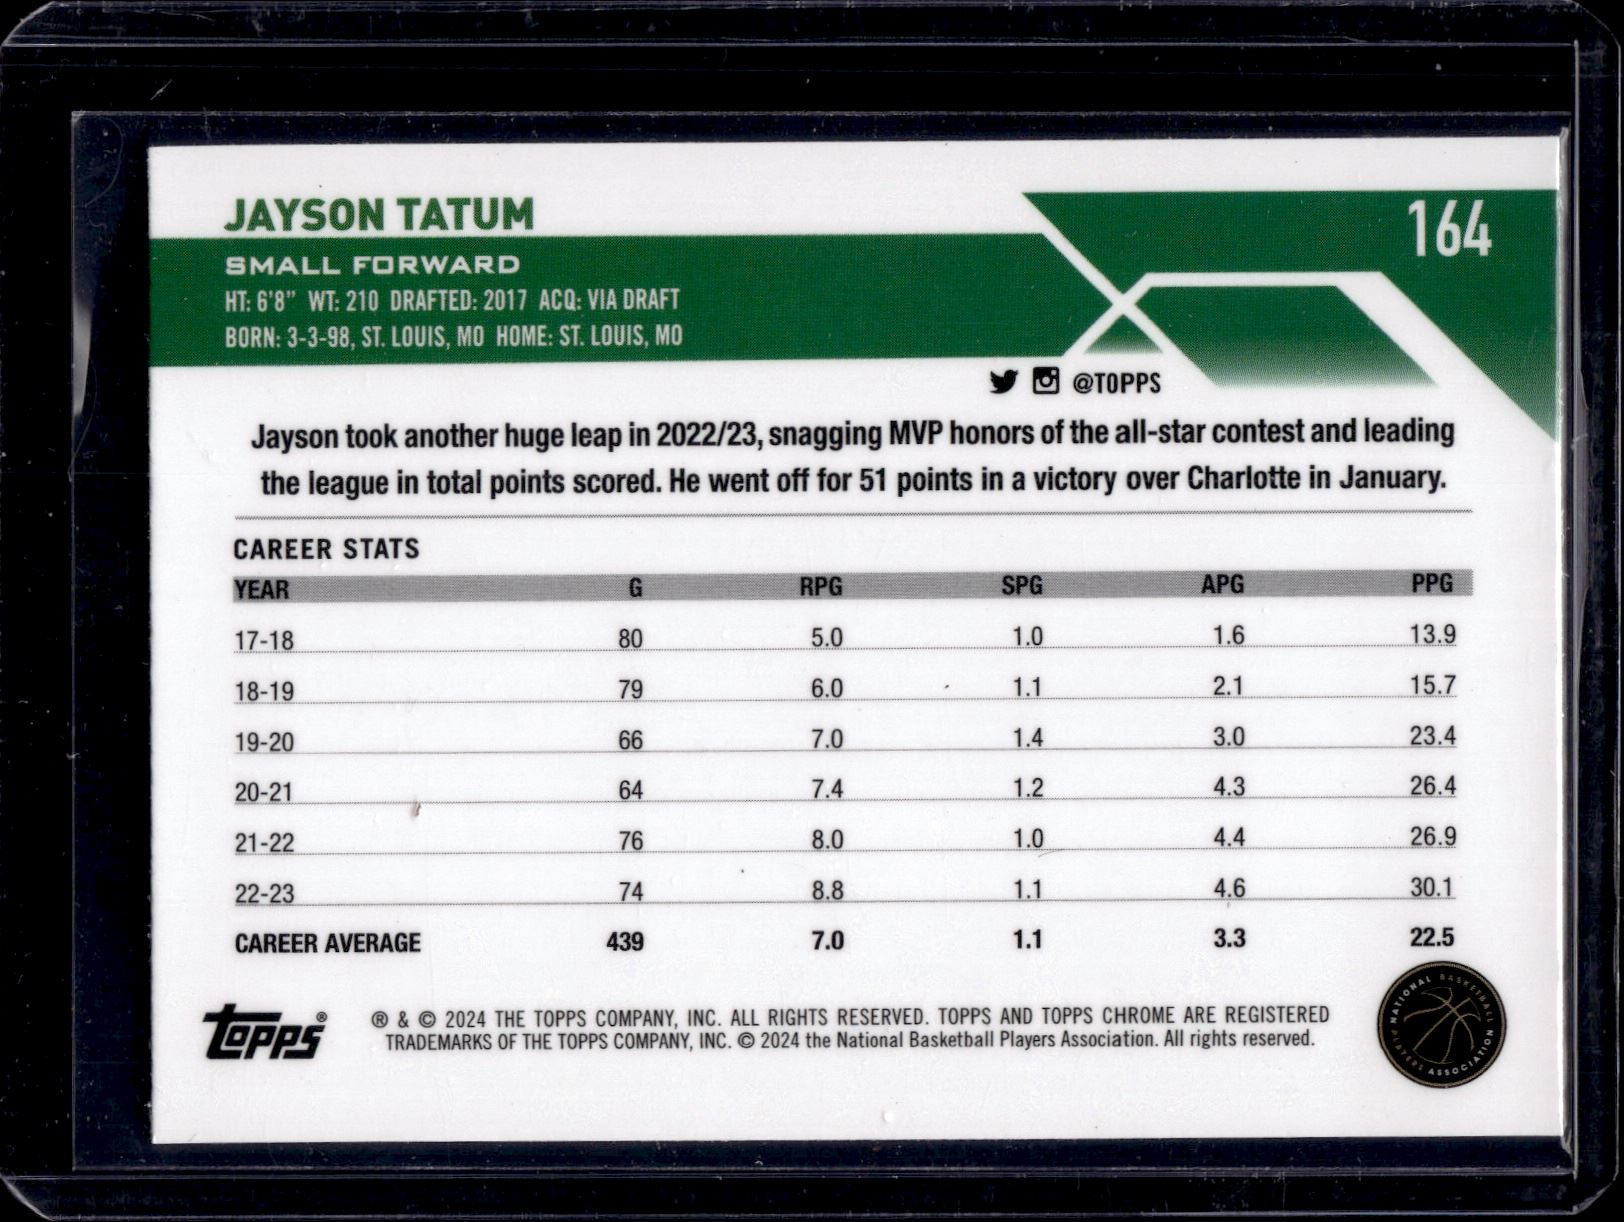 JAYSON TATUM
164
SMALL FORWARD
HT: 6'8" WT: 210 DRAFTED: 2017 ACQ: VIA DRAFT
BORN: 3-3-98, ST. LOUIS, MO HOME: ST. LOUIS, MO
@TOPPS
Jayson took another huge leap in 2022/23, snagging MVP honors of the all-star contest and leading
the league in total points scored. He went off for 51 points in a victory over Charlotte in January.
CAREER STATS
YEAR G RPG SPG APG PPG
17-18 80 5.0 1.0 1.6 13.9
18-19 79 6.0 1.1 2.1 15.7
19-20 66 7.0 1.4 3.0 23.4
20-21 64 7.4 1.2 4.3 26.4
21-22 76 8.0 1.0 4.4 26.9
22-23 74 8.8 1.1 4.6 30.1
CAREER AVERAGE 439 7.0 1.1 3.3 22.5
topps®
® & © 2024 THE TOPPS COMPANY, INC. ALL RIGHTS RESERVED. TOPPS AND TOPPS CHROME ARE REGISTERED
TRADEMARKS OF THE TOPPS COMPANY, INC. © 2024 the National Basketball Players Association. All rights reserved.
NATIONAL BASKETBALL PLAYERS ASSOCIATION